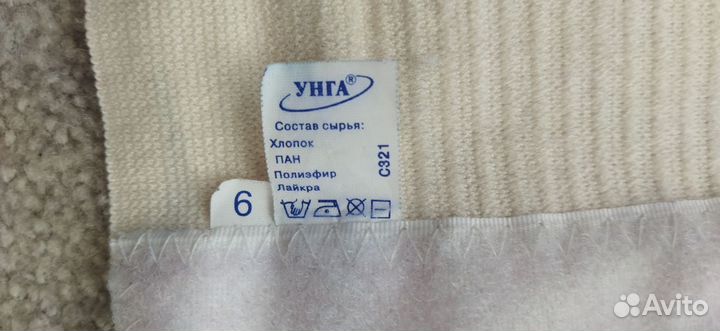 УНГА®
Состав сырья:
Хлопок
ПАН
Полиэфир
Лайкра
С321
6
Avito